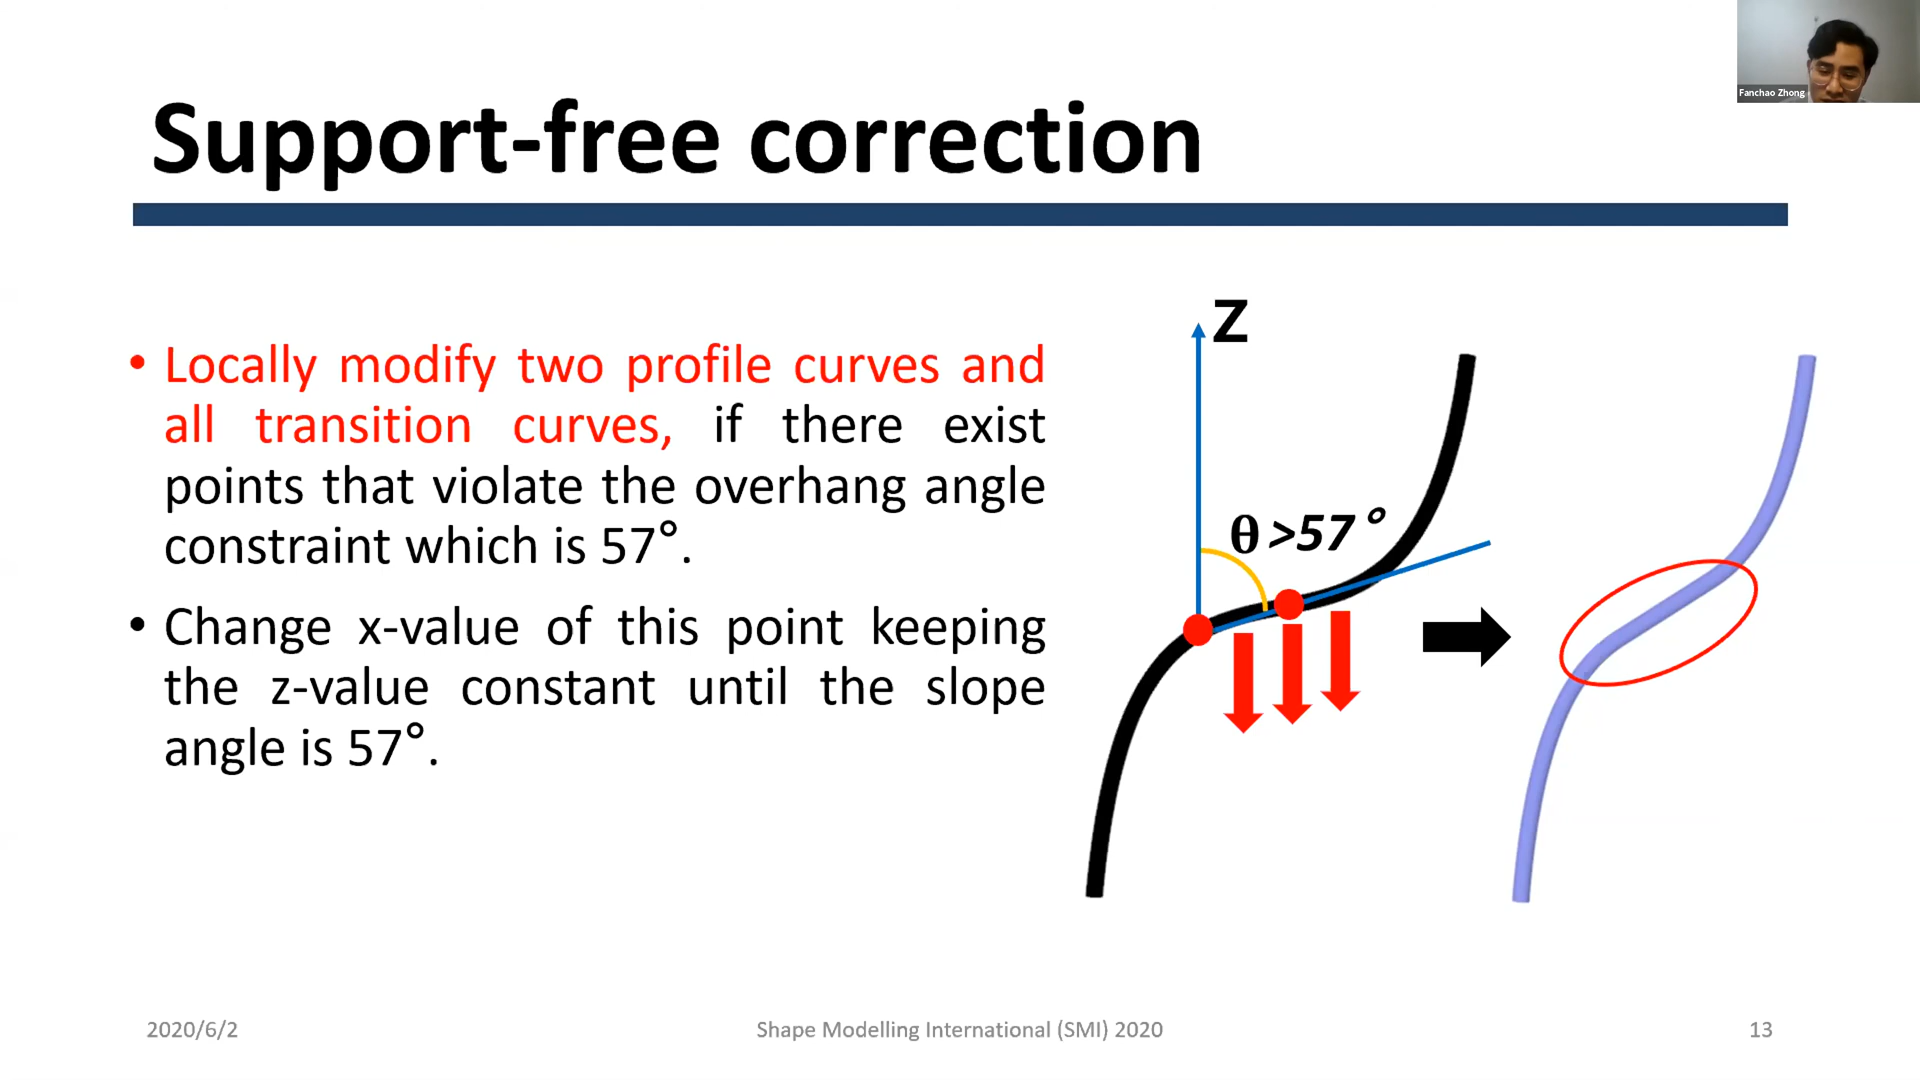 Fanchao Zhong
Support-free correction
• Locally modify two profile curves and
all transition curves, if there exist
points that violate the overhang angle
constraint which is 57°.
• Change x-value of this point keeping
the z-value constant until the slope
angle is 57°.
Z
θ >57°
2020/6/2
Shape Modelling International (SMI) 2020
13